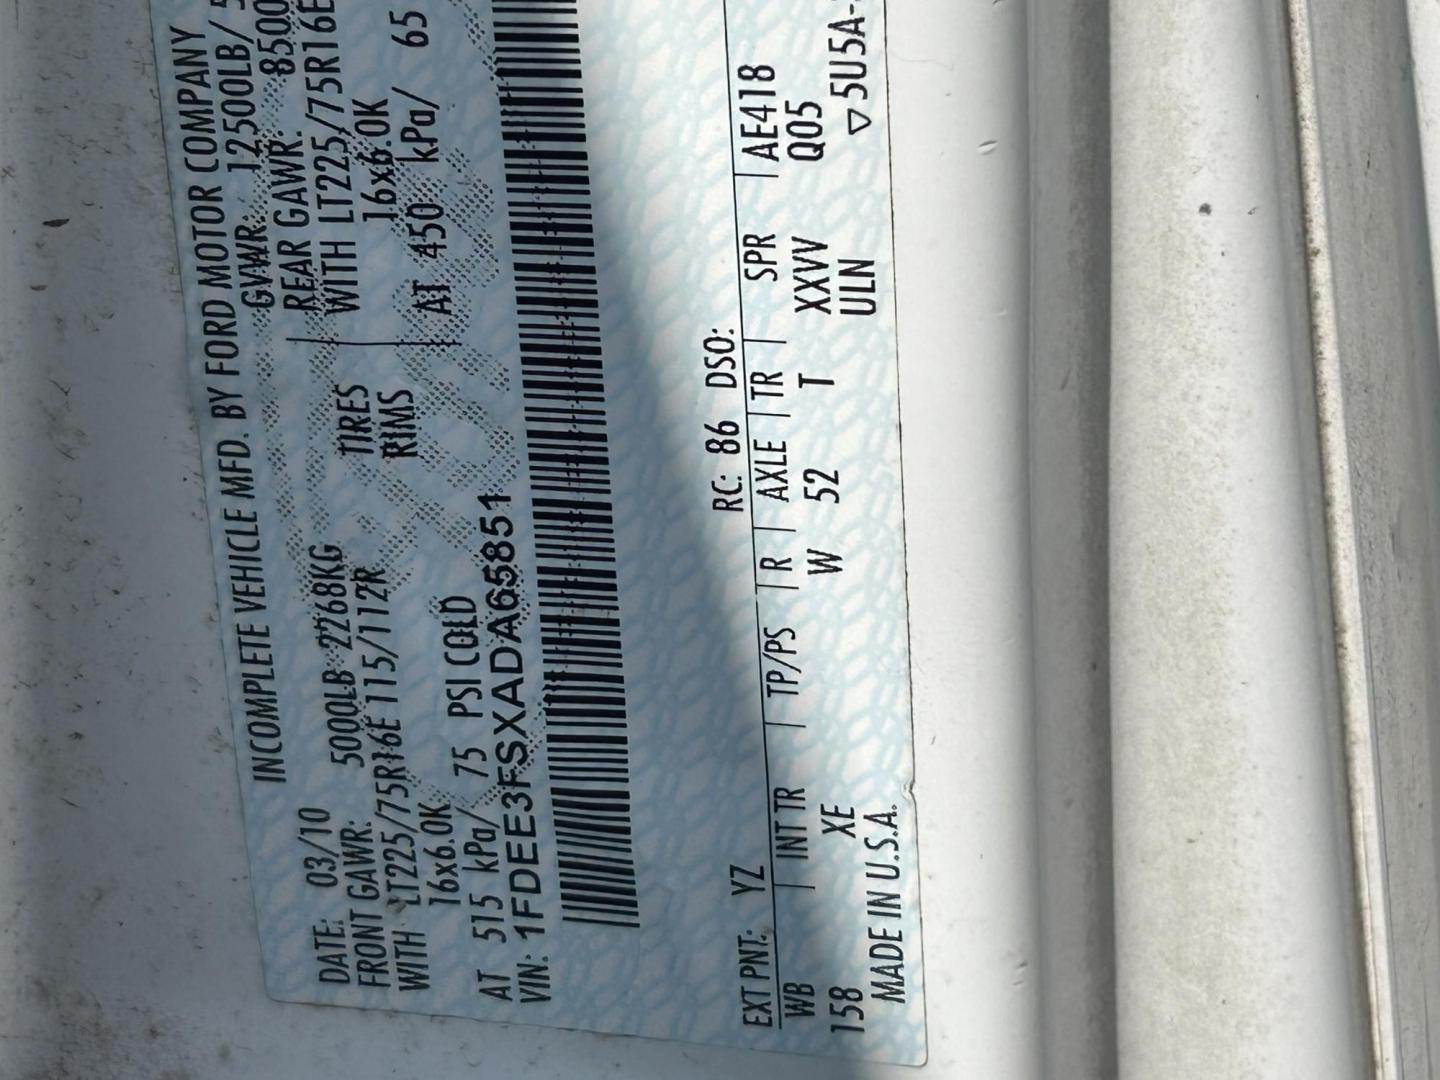 INCOMPLETE VEHICLE MFD. BY FORD MOTOR COMPANY
DATE: 03/10 GVWR: 12500LB/
FRONT GAWR: 5000LB 2268KG REAR GAWR: 8500
WITH LT225/75R16E 115/112R TIRES WITH LT225/75R16E
16x6.0K RIMS 16x6.0K
AT 515 kPa/ 75 PSI COLD AT 450 kPa/ 65
VIN: 1FDEE3FSXADA65851
EXT PNT: YZ RC: 86 DSO:
WB INT TR TP/PS R AXLE TR SPR AE418
158 XE W 52 T XXVV Q05
MADE IN U.S.A. ULN ▽5U5A-